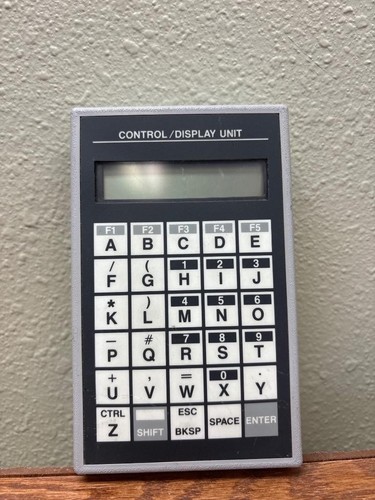 CONTROL/DISPLAY UNIT
F1 F2 F3 F4 F5
A B C D E
/ ( 1 2 3
F G H I J
* ) 4 5 6
K L M N O
– # 7 8 9
P Q R S T
+ , = 0 .
U V W X Y
CTRL ESC
Z SHIFT BKSP SPACE ENTER